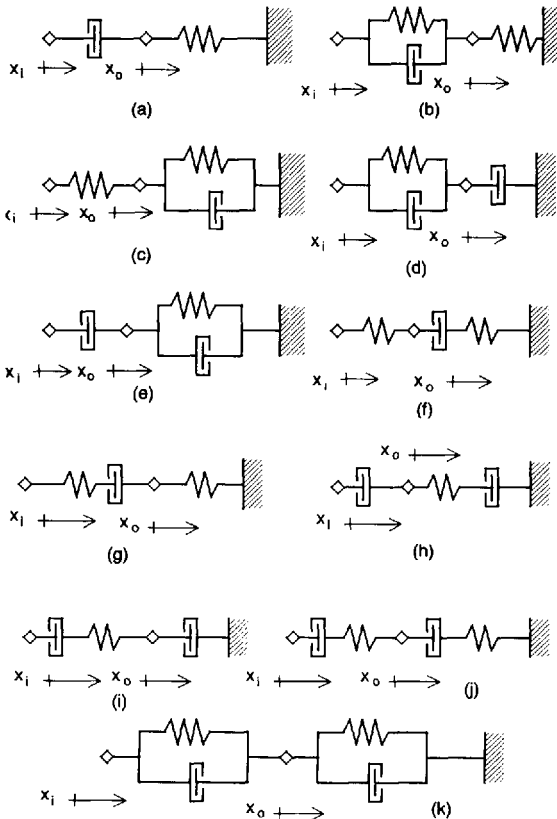 x_i x_o
(a)
x_i x_o
(b)
x_i x_o
(c)
x_i x_o
(d)
x_i x_o
(e)
x_i x_o
(f)
x_i x_o
(g)
x_o
x_i
(h)
x_i x_o
(i)
x_i x_o
(j)
x_i x_o
(k)